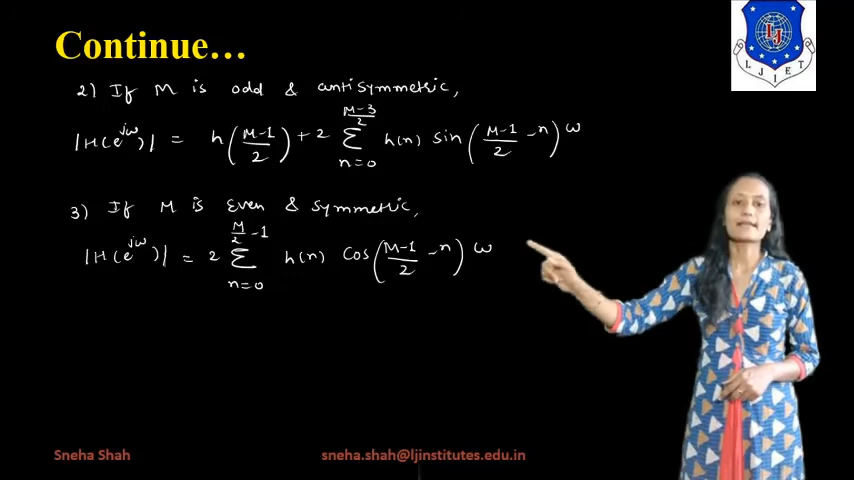 Continue...
LJ
LJIET
2) If M is odd & antisymmetric,
|H(e^jω)| = h(M-1/2) + 2 Σ_{n=0}^{M-3/2} h(n) sin(M-1/2 - n)ω
3) If M is Even & symmetric,
|H(e^jω)| = 2 Σ_{n=0}^{M/2 -1} h(n) Cos(M-1/2 - n)ω
Sneha Shah
sneha.shah@ljinstitutes.edu.in